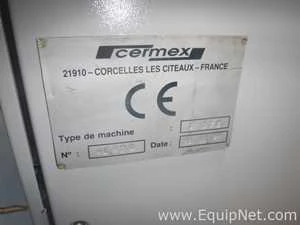 cermex
21910-CORCELLES LES CITEAUX-FRANCE
CE
Type de machine :
N° : Date :
www.EquipNet.com